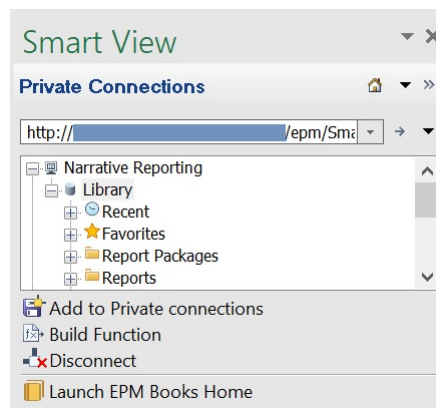 Smart View
Private Connections
http:// /epm/Sma
Narrative Reporting
Library
Recent
Favorites
Report Packages
Reports
Add to Private connections
Build Function
Disconnect
Launch EPM Books Home